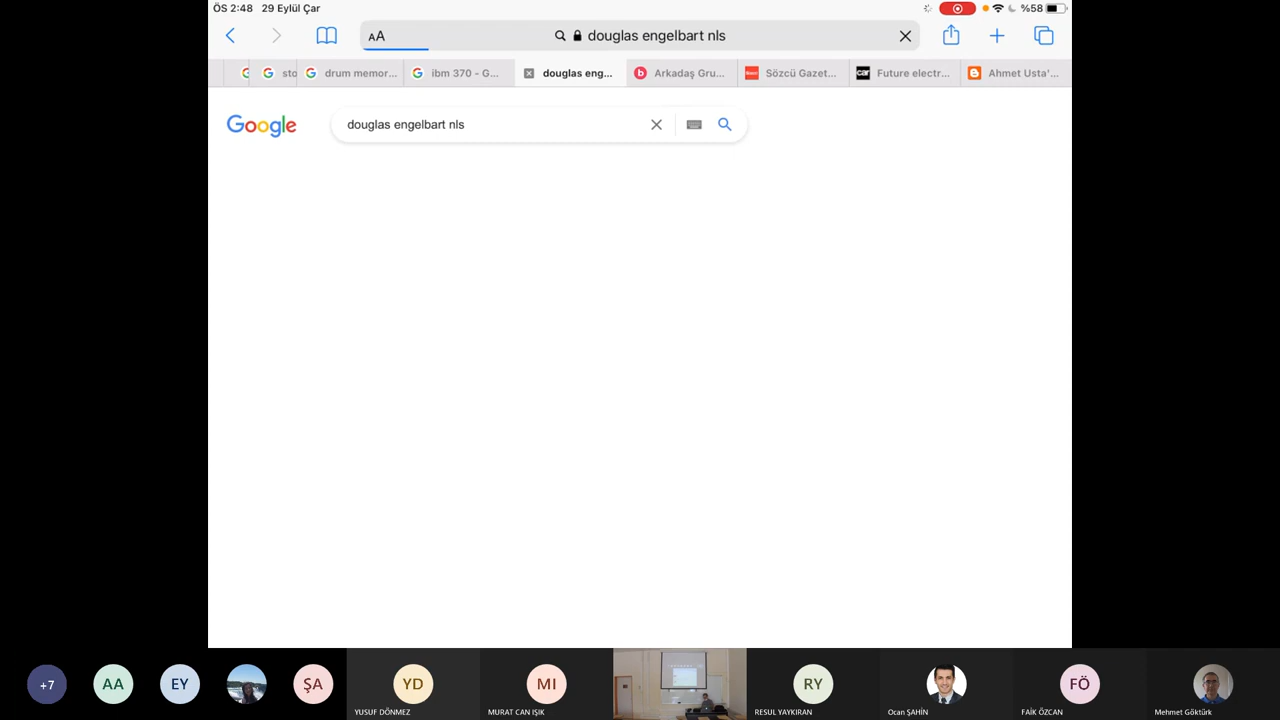 ÖS 2:48 29 Eylül Çar
%58
AA
douglas engelbart nls
sto
drum memor...
ibm 370 - G...
douglas eng...
Arkadaş Gru...
Sözcü Gazet...
car
Future electr...
Ahmet Usta'...
Google
douglas engelbart nls
+7
AA
EY
ŞA
YD
MI
RY
FÖ
YUSUF DÖNMEZ
MURAT CAN IŞIK
RESUL YAYKIRAN
Ocan ŞAHİN
FAİK ÖZCAN
Mehmet Göktürk